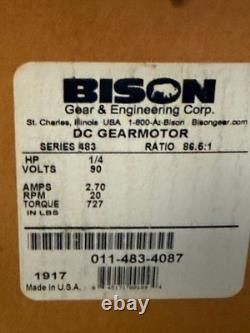 BISON
Gear & Engineering Corp.
St. Charles, Illinois USA 1-800-At-Bison Bisongear.com
DC GEARMOTOR
SERIES 483 RATIO 86.5:1
HP 1/4
VOLTS 90
AMPS 2.70
RPM 20
TORQUE 727
IN LBS
011-483-4087
1917
Made in U.S.A.